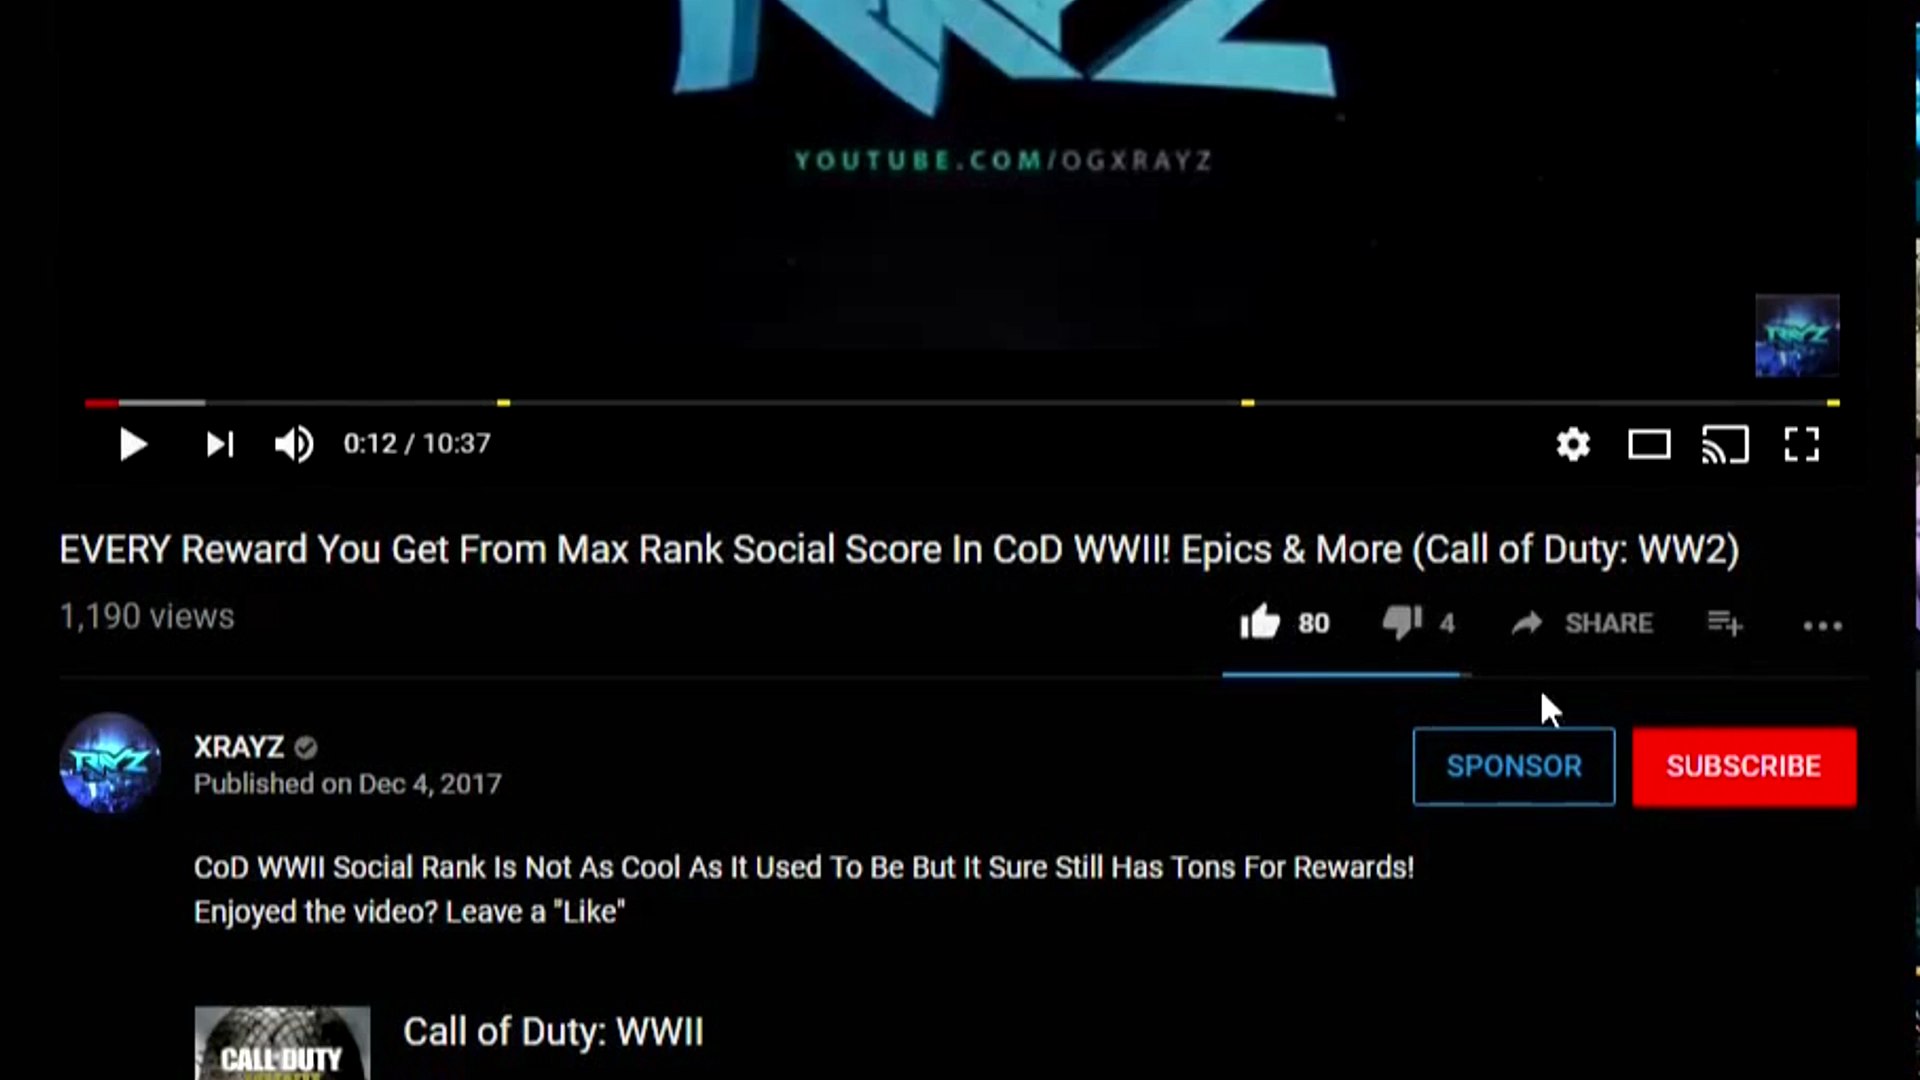 YOUTUBE.COM/OGXRAYZ
RAYZ
0:12 / 10:37
EVERY Reward You Get From Max Rank Social Score In CoD WWII! Epics & More (Call of Duty: WW2)
1,190 views
80 4 SHARE
RAYZ
XRAYZ
Published on Dec 4, 2017
SPONSOR SUBSCRIBE
CoD WWII Social Rank Is Not As Cool As It Used To Be But It Sure Still Has Tons For Rewards!
Enjoyed the video? Leave a "Like"
Call of Duty: WWII
CALL OF DUTY